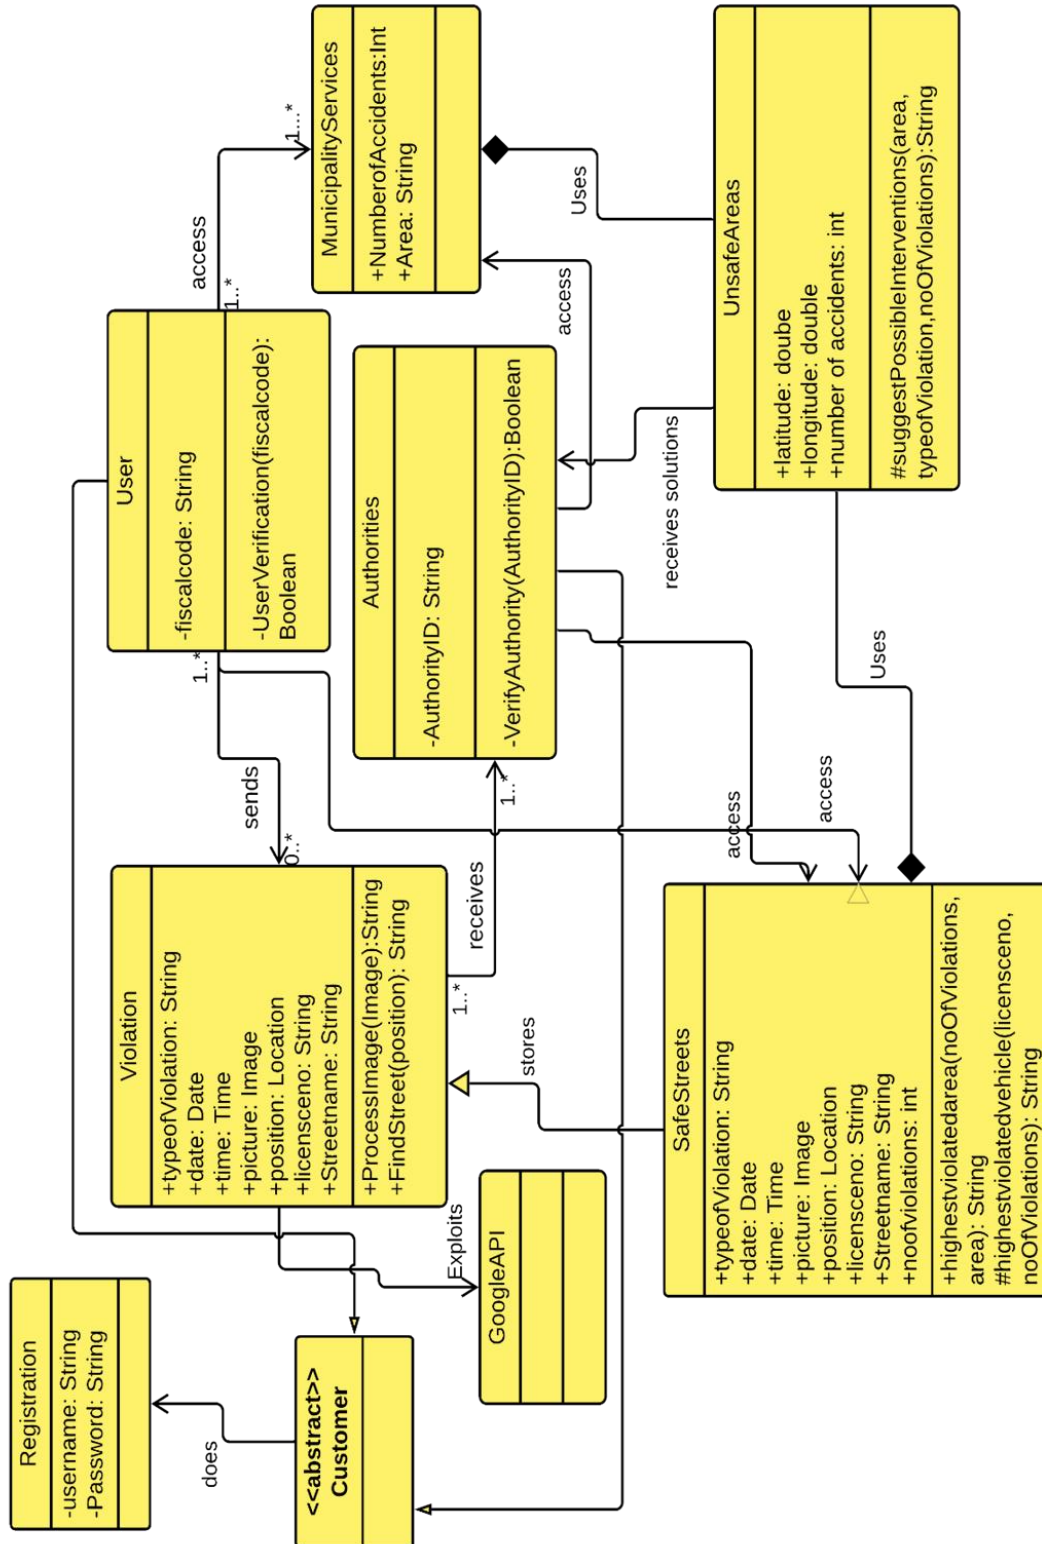 Registration
-username: String
-Password: String
does
<<abstract>>
Customer
User
-fiscalcode: String
-UserVerification(fiscalcode):
Boolean
1..*
access
1...*
1..*
sends
0..*
MunicipalityServices
+NumberofAccidents:Int
+Area: String
Violation
+typeofViolation: String
+date: Date
+time: Time
+picture: Image
+position: Location
+licensceno: String
+Streetname: String
+ProcessImage(Image):String
+FindStreet(position): String
Exploits
GoogleAPI
1..*
receives
1..*
Authorities
-AuthorityID: String
-VerifyAuthority(AuthorityID):Boolean
access
Uses
stores
access
access
receives solutions
Uses
SafeStreets
+typeofViolation: String
+date: Date
+time: Time
+picture: Image
+position: Location
+licensceno: String
+Streetname: String
+noofviolations: int
+highestviolatedarea(noOfViolations,
area): String
#highestviolatedvehicle(licensceno,
noOfViolations): String
UnsafeAreas
+latitude: doube
+longitude: double
+number of accidents: int
#suggestPossibleInterventions(area,
typeofViolation,noOfViolations):String